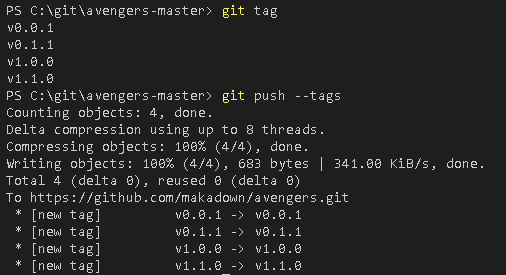 PS C:\git\avengers-master> git tag
v0.0.1
v0.1.1
v1.0.0
v1.1.0
PS C:\git\avengers-master> git push --tags
Counting objects: 4, done.
Delta compression using up to 8 threads.
Compressing objects: 100% (4/4), done.
Writing objects: 100% (4/4), 683 bytes | 341.00 KiB/s, done.
Total 4 (delta 0), reused 0 (delta 0)
To https://github.com/makadown/avengers.git
 * [new tag]         v0.0.1 -> v0.0.1
 * [new tag]         v0.1.1 -> v0.1.1
 * [new tag]         v1.0.0 -> v1.0.0
 * [new tag]         v1.1.0 -> v1.1.0